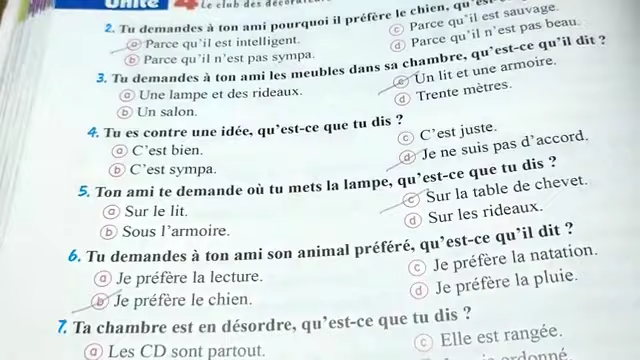 Unité 4 Le club des
2. Tu demandes à ton ami pourquoi il préfère le chien,
ⓐ Parce qu'il est intelligent.
ⓒ Parce qu'il est sauvage.
ⓑ Parce qu'il n'est pas sympa.
ⓓ Parce qu'il n'est pas beau.
3. Tu demandes à ton ami les meubles dans sa chambre, qu'est-ce qu'il dit ?
ⓐ Une lampe et des rideaux.
ⓒ Un lit et une armoire.
ⓑ Un salon.
ⓓ Trente mètres.
4. Tu es contre une idée, qu'est-ce que tu dis ?
ⓐ C'est bien.
ⓒ C'est juste.
ⓑ C'est sympa.
ⓓ Je ne suis pas d'accord.
5. Ton ami te demande où tu mets la lampe, qu'est-ce que tu dis ?
ⓐ Sur le lit.
ⓒ Sur la table de chevet.
ⓑ Sous l'armoire.
ⓓ Sur les rideaux.
6. Tu demandes à ton ami son animal préféré, qu'est-ce qu'il dit ?
ⓐ Je préfère la lecture.
ⓒ Je préfère la natation.
ⓑ Je préfère le chien.
ⓓ Je préfère la pluie.
7. Ta chambre est en désordre, qu'est-ce que tu dis ?
ⓐ Les CD sont partout.
ⓒ Elle est rangée.